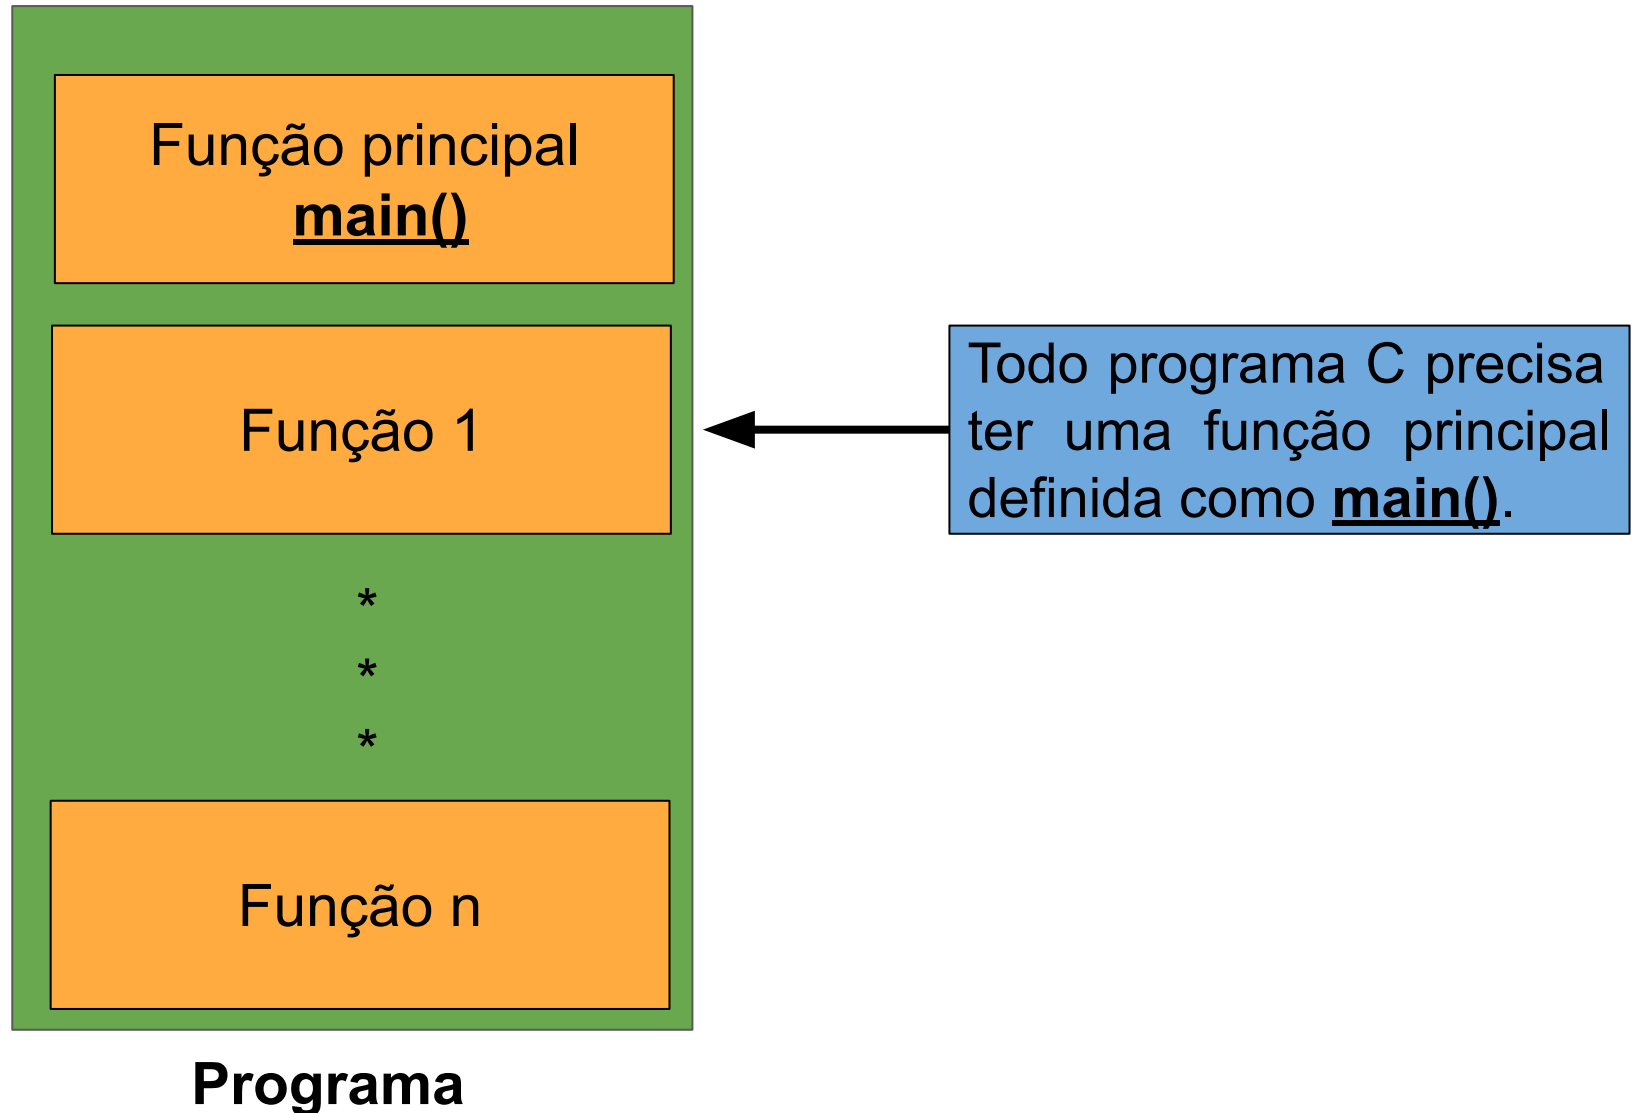 Função principal
main()
Função 1
Todo programa C precisa
ter uma função principal
definida como main().
*
*
*
Função n
Programa